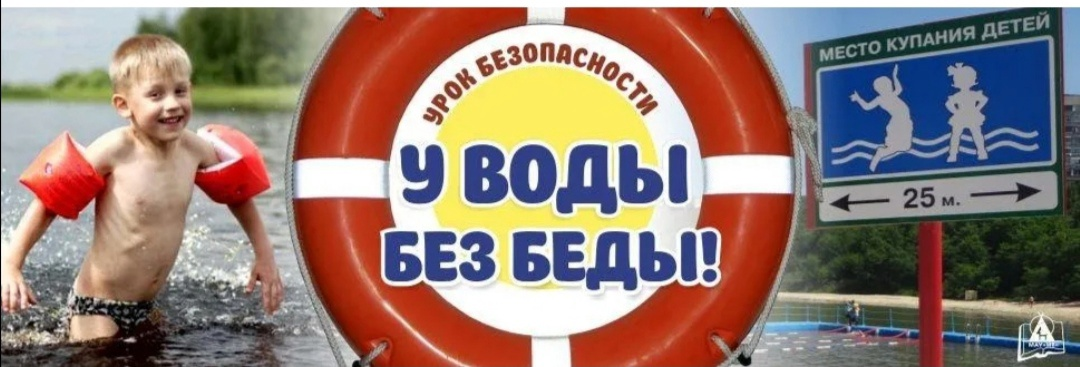 УРОК БЕЗОПАСНОСТИ
У ВОДЫ
БЕЗ БЕДЫ!
МЕСТО КУПАНИЯ ДЕТЕЙ
25 м.